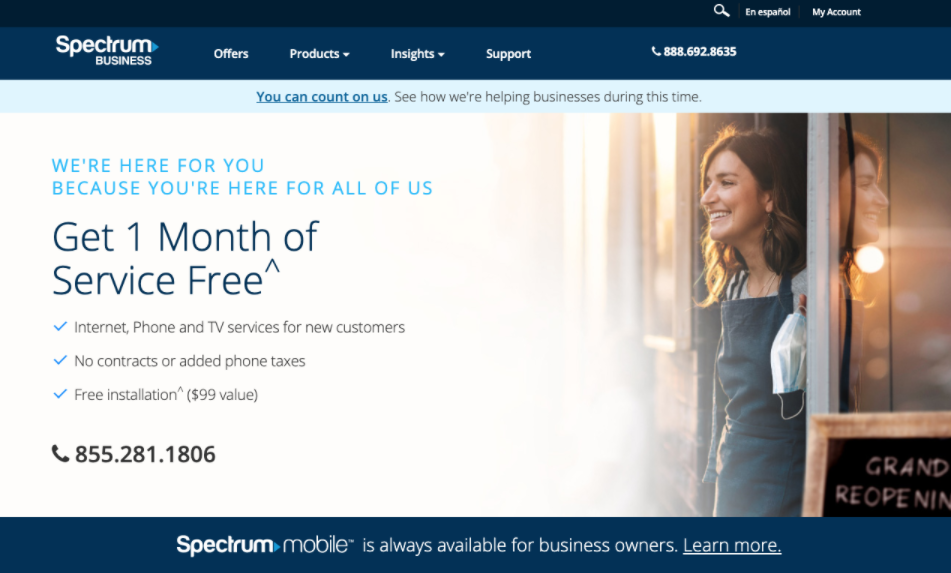 En español
My Account
Spectrum
BUSINESS
Offers
Products
Insights
Support
888.692.8635
You can count on us. See how we're helping businesses during this time.
WE'RE HERE FOR YOU
BECAUSE YOU'RE HERE FOR ALL OF US
Get 1 Month of
Service Free^
Internet, Phone and TV services for new customers
No contracts or added phone taxes
Free installation^ ($99 value)
855.281.1806
GRAND
REOPENIN
Spectrum mobile™ is always available for business owners. Learn more.